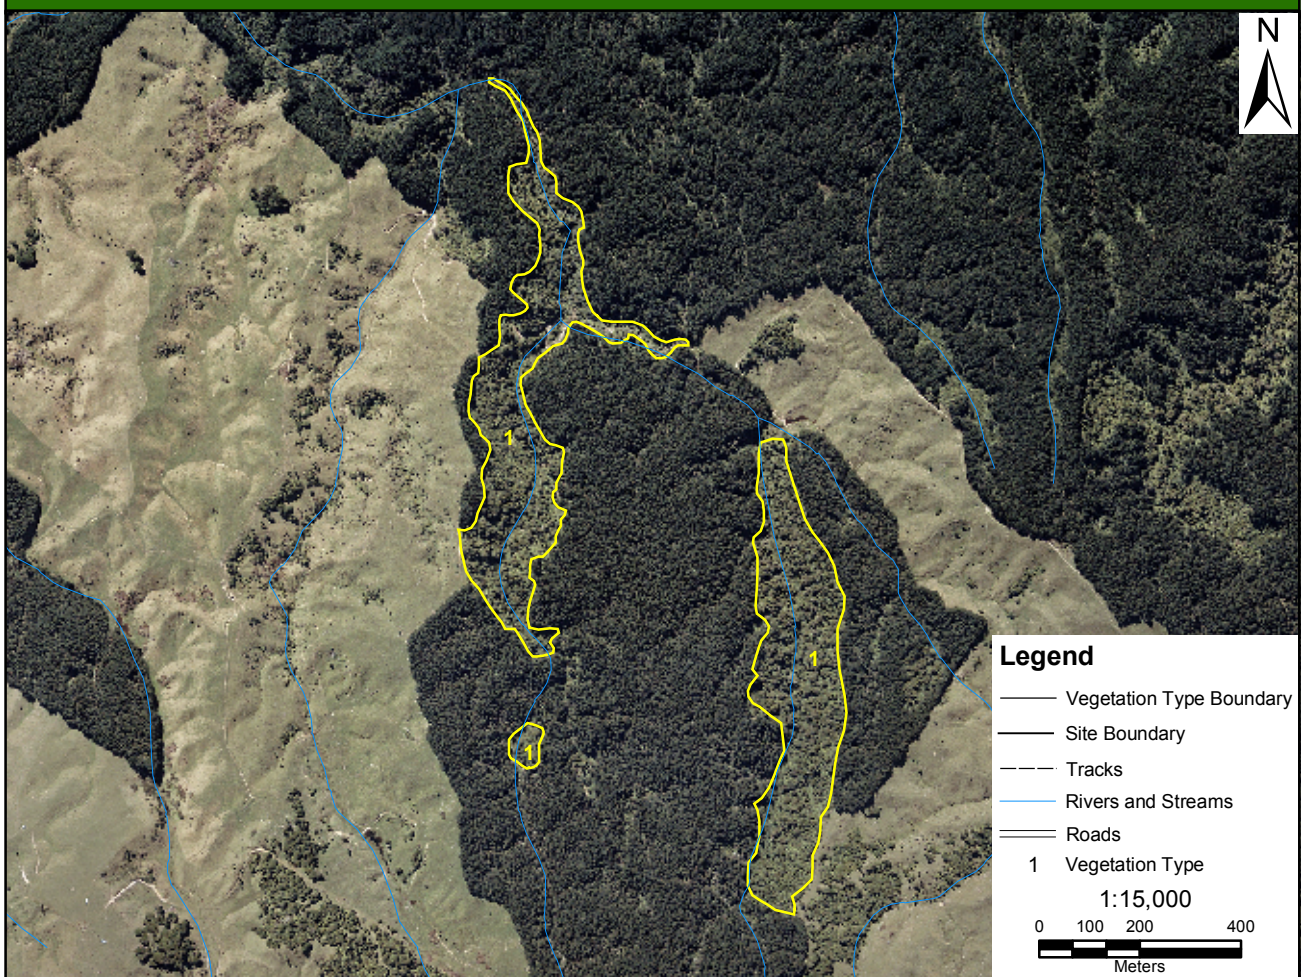 N
1
1
1
Legend
Vegetation Type Boundary
Site Boundary
Tracks
Rivers and Streams
Roads
1 Vegetation Type
1:15,000
0 100 200 400
Meters